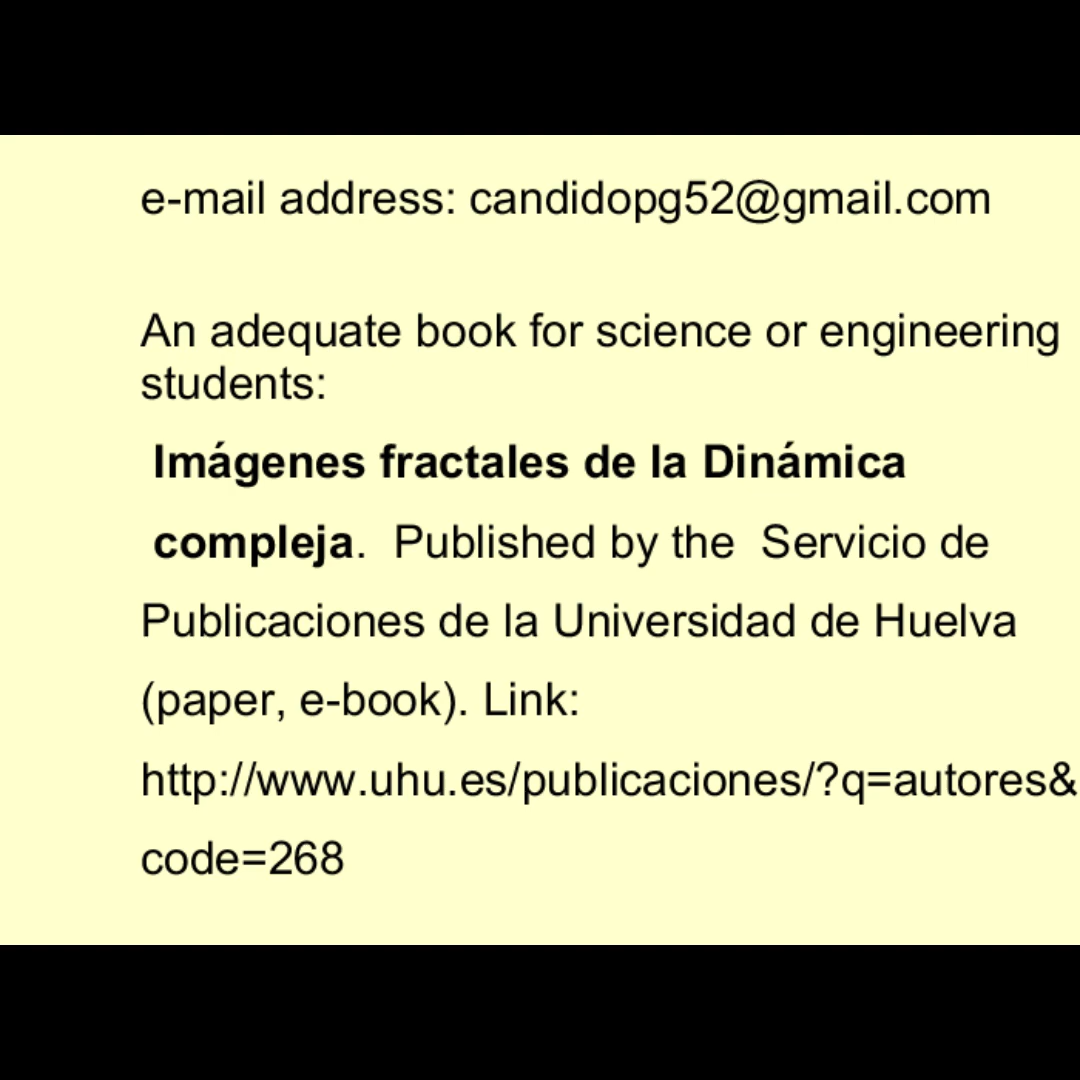 e-mail address: candidopg52@gmail.com
An adequate book for science or engineering
students:
Imágenes fractales de la Dinámica
compleja. Published by the Servicio de
Publicaciones de la Universidad de Huelva
(paper, e-book). Link:
http://www.uhu.es/publicaciones/?q=autores&
code=268